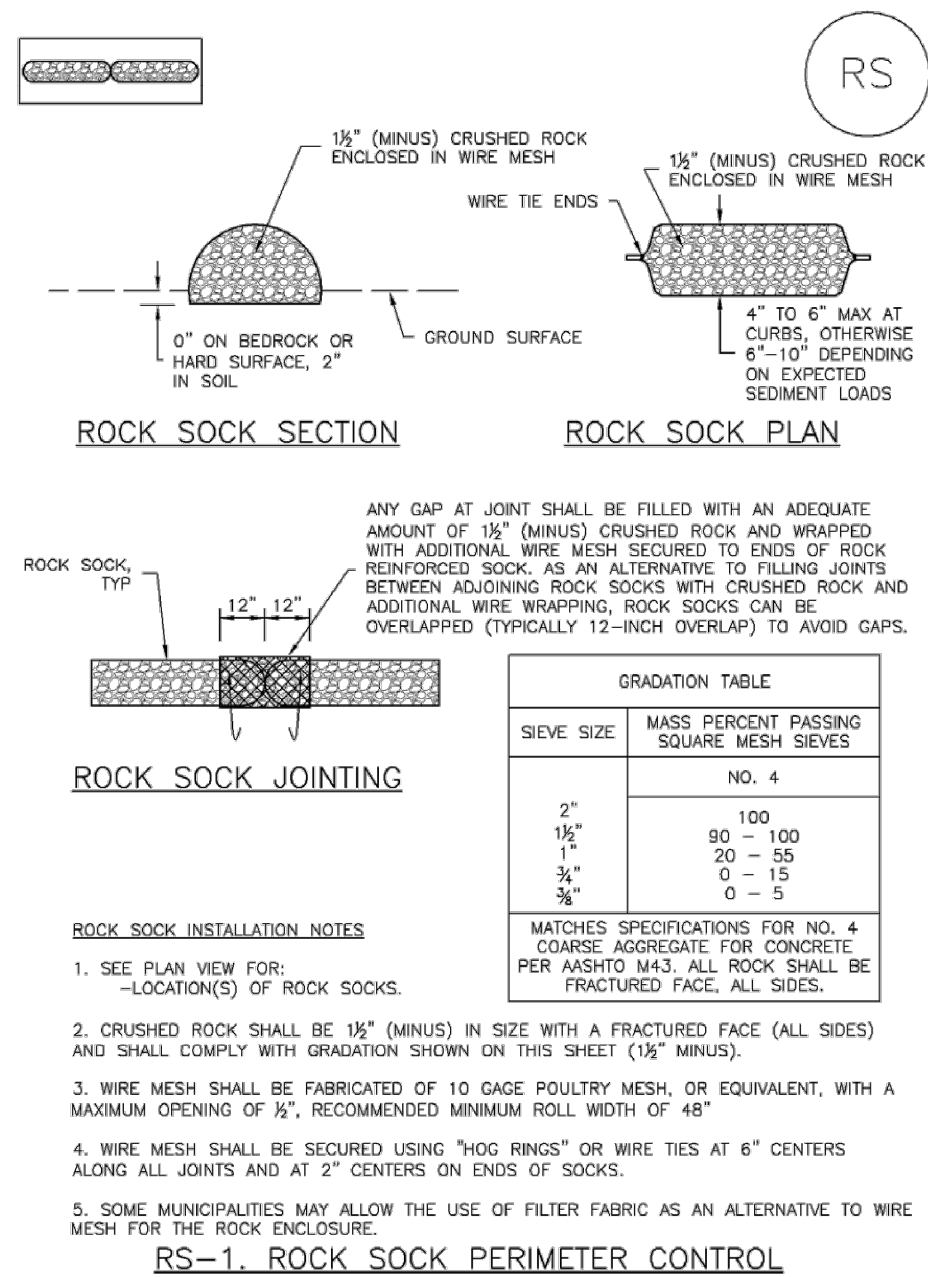 RS
1½" (MINUS) CRUSHED ROCK
ENCLOSED IN WIRE MESH
1½" (MINUS) CRUSHED ROCK
ENCLOSED IN WIRE MESH
WIRE TIE ENDS
GROUND SURFACE
0" ON BEDROCK OR
HARD SURFACE, 2"
IN SOIL
4" TO 6" MAX AT
CURBS, OTHERWISE
6"-10" DEPENDING
ON EXPECTED
SEDIMENT LOADS
ROCK SOCK SECTION
ROCK SOCK PLAN
ANY GAP AT JOINT SHALL BE FILLED WITH AN ADEQUATE
AMOUNT OF 1½" (MINUS) CRUSHED ROCK AND WRAPPED
WITH ADDITIONAL WIRE MESH SECURED TO ENDS OF ROCK
REINFORCED SOCK. AS AN ALTERNATIVE TO FILLING JOINTS
BETWEEN ADJOINING ROCK SOCKS WITH CRUSHED ROCK AND
ADDITIONAL WIRE WRAPPING, ROCK SOCKS CAN BE
OVERLAPPED (TYPICALLY 12-INCH OVERLAP) TO AVOID GAPS.
ROCK SOCK,
TYP
12" 12"
ROCK SOCK JOINTING
GRADATION TABLE
SIEVE SIZE
MASS PERCENT PASSING
SQUARE MESH SIEVES
NO. 4
2" 100
1½" 90 - 100
1" 20 - 55
¾" 0 - 15
⅜" 0 - 5
MATCHES SPECIFICATIONS FOR NO. 4
COARSE AGGREGATE FOR CONCRETE
PER AASHTO M43. ALL ROCK SHALL BE
FRACTURED FACE, ALL SIDES.
ROCK SOCK INSTALLATION NOTES
1. SEE PLAN VIEW FOR:
-LOCATION(S) OF ROCK SOCKS.
2. CRUSHED ROCK SHALL BE 1½" (MINUS) IN SIZE WITH A FRACTURED FACE (ALL SIDES)
AND SHALL COMPLY WITH GRADATION SHOWN ON THIS SHEET (1½" MINUS).
3. WIRE MESH SHALL BE FABRICATED OF 10 GAGE POULTRY MESH, OR EQUIVALENT, WITH A
MAXIMUM OPENING OF ½", RECOMMENDED MINIMUM ROLL WIDTH OF 48"
4. WIRE MESH SHALL BE SECURED USING "HOG RINGS" OR WIRE TIES AT 6" CENTERS
ALONG ALL JOINTS AND AT 2" CENTERS ON ENDS OF SOCKS.
5. SOME MUNICIPALITIES MAY ALLOW THE USE OF FILTER FABRIC AS AN ALTERNATIVE TO WIRE
MESH FOR THE ROCK ENCLOSURE.
RS-1. ROCK SOCK PERIMETER CONTROL